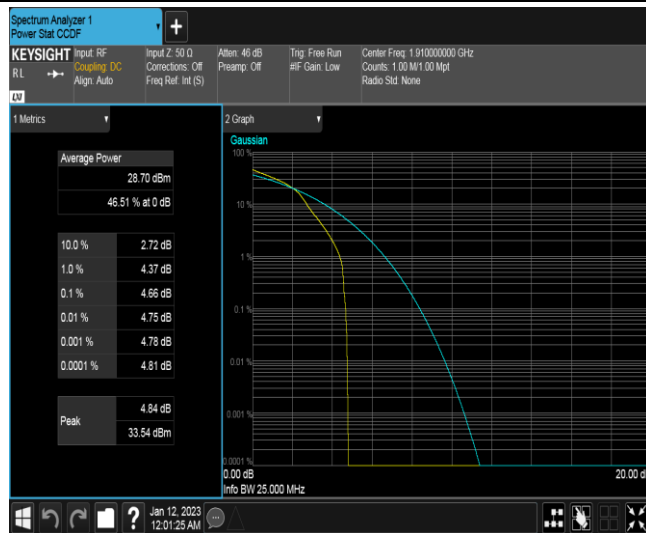 Spectrum Analyzer 1
Power Stat CCDF
KEYSIGHT
RL
Input: RF
Coupling: DC
Align: Auto
Input Z: 50 Ω
Corrections: Off
Freq Ref: Int (S)
Atten: 46 dB
Preamp: Off
Trig: Free Run
#IF Gain: Low
Center Freq: 1.910000000 GHz
Counts: 1.00 M/1.00 Mpt
Radio Std: None
1 Metrics
Average Power
28.70 dBm
46.51 % at 0 dB
10.0 % 2.72 dB
1.0 % 4.37 dB
0.1 % 4.66 dB
0.01 % 4.75 dB
0.001 % 4.78 dB
0.0001 % 4.81 dB
Peak
4.84 dB
33.54 dBm
2 Graph
Gaussian
100 %
10 %
1 %
0.1 %
0.01 %
0.001 %
0.0001 %
0.00 dB
20.00 d
Info BW 25.000 MHz
?
Jan 12, 2023
12:01:25 AM